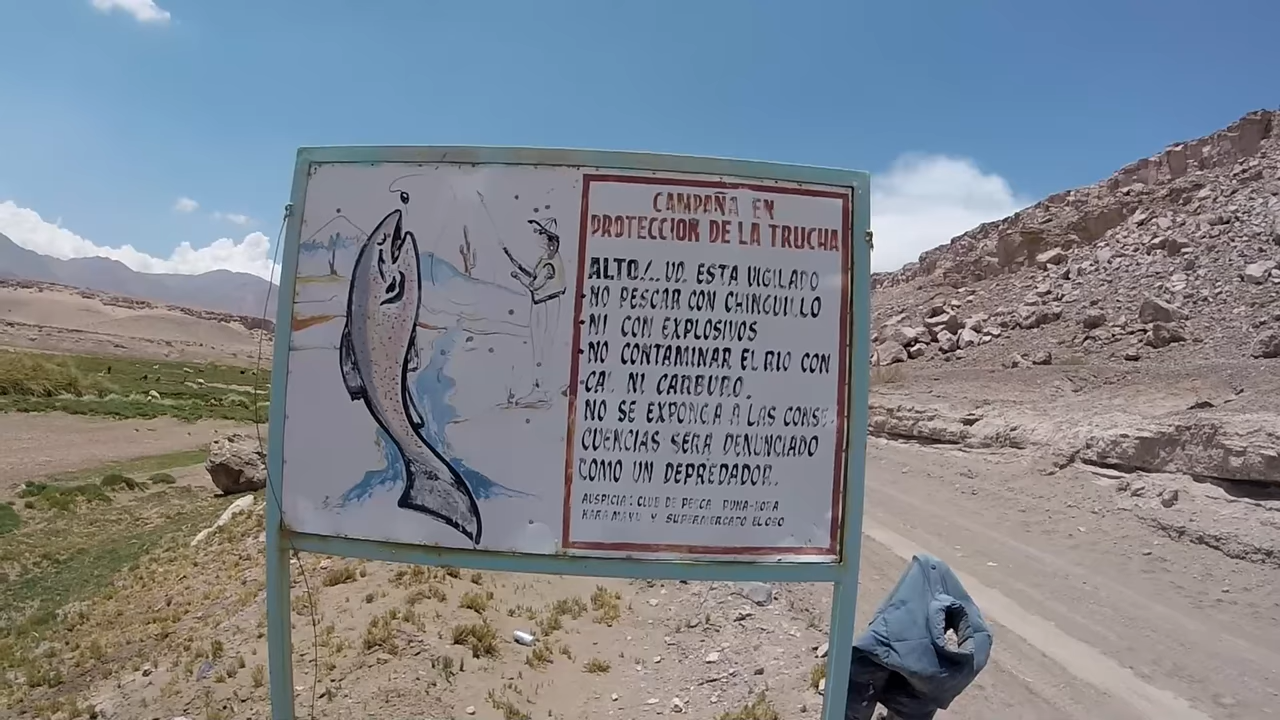 CAMPAÑA EN
PROTECCION DE LA TRUCHA
ALTO!.. UD. ESTA VIGILADO
-NO PESCAR CON CHINGUILLO
-NI CON EXPLOSIVOS
-NO CONTAMINAR EL RIO CON
-CAL NI CARBURO.
NO SE EXPONGA A LAS CONSE-
CUENCIAS SERA DENUNCIADO
COMO UN DEPREDADOR.
AUSPICIA: CLUB DE PESCA PUMA-NORA
KARA MAYU Y SUPERMERCADO EL OSO